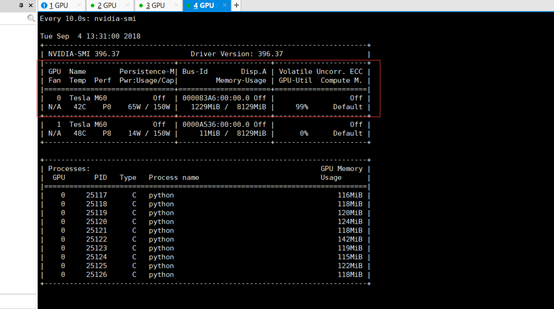 1 GPU × 2 GPU × 3 GPU × 4 GPU × +
Every 10.0s: nvidia-smi
Tue Sep  4 13:31:00 2018
+-----------------------------------------------------------------------------+
| NVIDIA-SMI 396.37                 Driver Version: 396.37                    |
|-------------------------------+----------------------+----------------------+
| GPU  Name        Persistence-M| Bus-Id        Disp.A | Volatile Uncorr. ECC |
| Fan  Temp  Perf  Pwr:Usage/Cap|         Memory-Usage | GPU-Util  Compute M. |
|===============================+======================+======================|
|   0  Tesla M60           Off  | 000083A6:00:00.0 Off |                  Off |
| N/A   42C    P0    65W / 150W |   1229MiB /  8129MiB |     99%      Default |
+-------------------------------+----------------------+----------------------+
|   1  Tesla M60           Off  | 0000A536:00:00.0 Off |                  Off |
| N/A   48C    P8    14W / 150W |     11MiB /  8129MiB |      0%      Default |
+-------------------------------+----------------------+----------------------+
+-----------------------------------------------------------------------------+
| Processes:                                                       GPU Memory |
|  GPU       PID   Type   Process name                             Usage      |
|=============================================================================|
|    0     25117      C   python                                       116MiB |
|    0     25118      C   python                                       118MiB |
|    0     25119      C   python                                       120MiB |
|    0     25120      C   python                                       124MiB |
|    0     25121      C   python                                       118MiB |
|    0     25122      C   python                                       142MiB |
|    0     25123      C   python                                       119MiB |
|    0     25124      C   python                                       115MiB |
|    0     25125      C   python                                       122MiB |
|    0     25126      C   python                                       118MiB |
+-----------------------------------------------------------------------------+